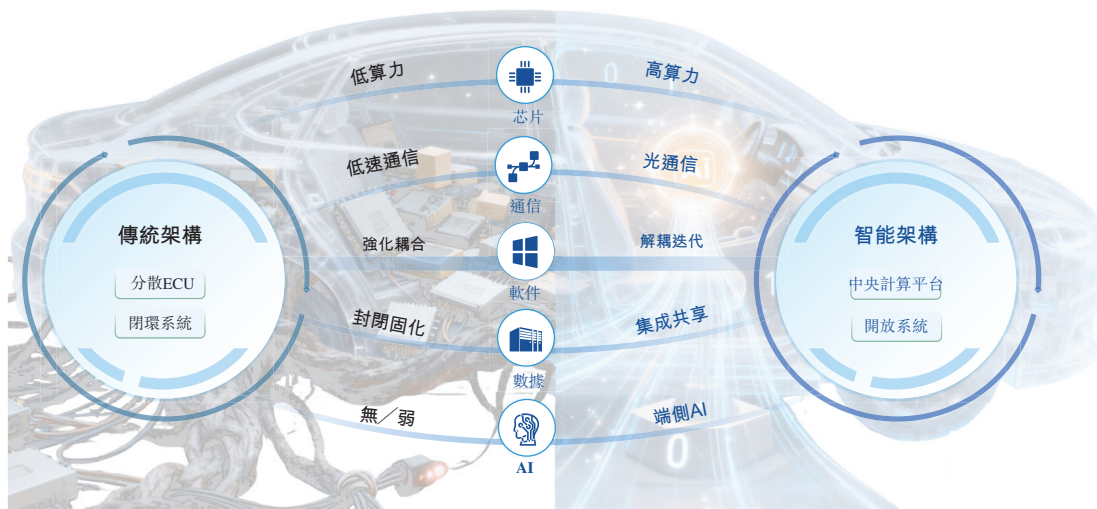 低算力
高算力
芯片
低速通信
光通信
通信
傳統架構
分散ECU
閉環系統
強化耦合
解耦迭代
軟件
智能架構
中央計算平台
開放系統
封閉固化
集成共享
數據
無／弱
端側AI
AI
Ai
0
0